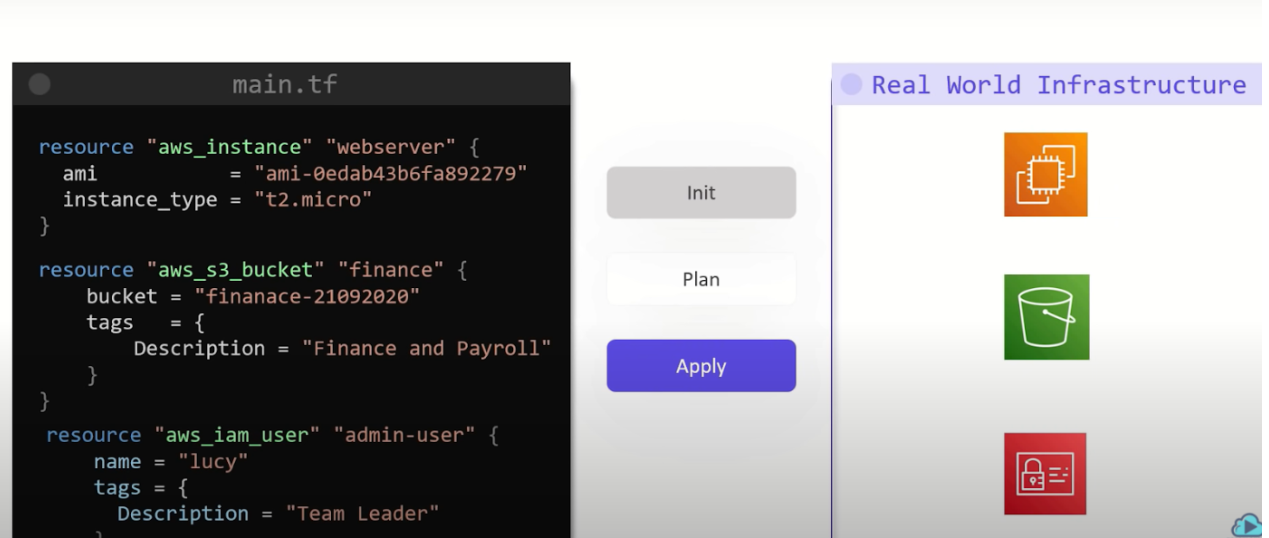 main.tf
resource "aws_instance" "webserver" {
ami = "ami-0edab43b6fa892279"
instance_type = "t2.micro"
}
resource "aws_s3_bucket" "finance" {
bucket = "finanace-21092020"
tags = {
Description = "Finance and Payroll"
}
}
resource "aws_iam_user" "admin-user" {
name = "lucy"
tags = {
Description = "Team Leader"
}
Init
Plan
Apply
Real World Infrastructure